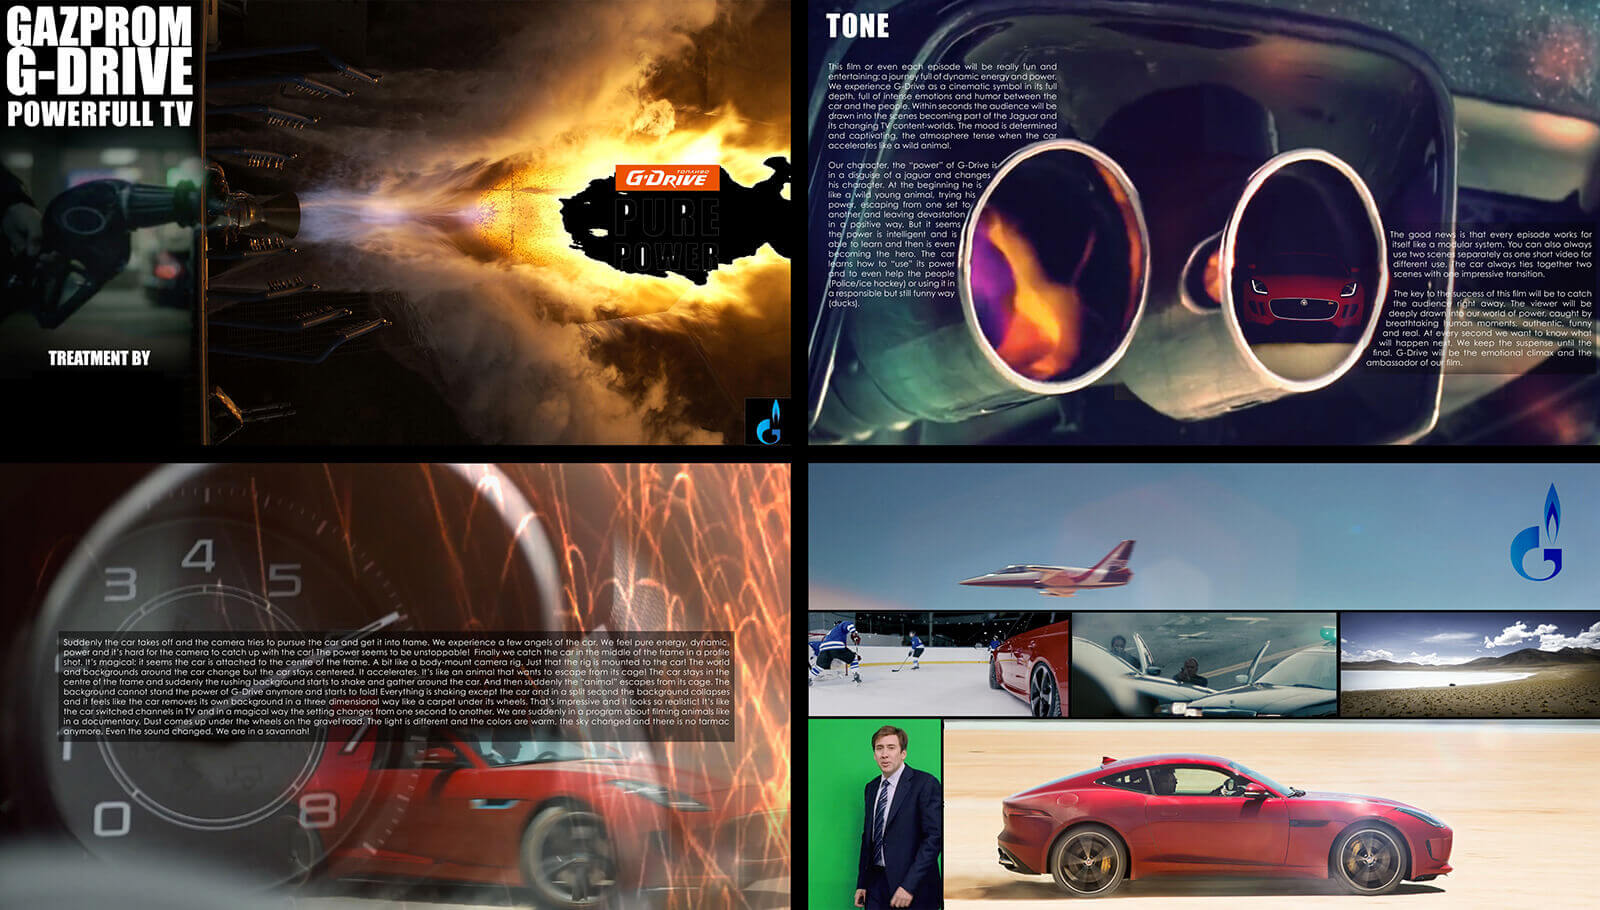 GAZPROM
G-DRIVE
POWERFULL TV
TREATMENT BY
ТОПЛИВО
G-DRIVE
PURE
POWER
TONE
This film or even each episode will be really fun and
entertaining: a journey full of dynamic energy and power.
We experience G-Drive as a cinematic symbol in its full
depth, full of intense emotions and humor between the
car and the people. Within seconds the audience will be
drawn into the scenes becoming part of the Jaguar and
its changing TV content-worlds. The mood is determined
and captivating, the atmosphere tense when the car
accelerates like a wild animal.
Our character, the "power" of G-Drive is
in a disguise of a jaguar and changes
his character. At the beginning he is
like a wild young animal, trying his
power, escaping from one set to
another and leaving devastation
in a positive way. But it seems
the power is intelligent and is
able to learn and then is even
becoming the hero. The car
learns how to "use" its power
and to even help the people
(Police/ice hockey) or using it in
a responsible but still funny way
(ducks).
The good news is that every episode works for
itself like a modular system. You can also always
use two scenes separately as one short video for
different use. The car always ties together two
scenes with one impressive transition.
The key to the success of this film will be to catch
the audience right away. The viewer will be
deeply drawn into our world of power, caught by
breathtaking human moments, authentic, funny
and real. At every second we want to know what
will happen next. We keep the suspense until the
final. G-Drive will be the emotional climax and the
ambassador of our film.
3
4
5
7
0
8
Suddenly the car takes off and the camera tries to pursue the car and get it into frame. We experience a few angels of the car. We feel pure energy, dynamic,
power and it's hard for the camera to catch up with the car! The power seems to be unstoppable! Finally we catch the car in the middle of the frame in a profile
shot. It's magical: it seems the car is attached to the centre of the frame. A bit like a body-mount camera rig. Just that the rig is mounted to the car! The world
and backgrounds around the car change but the car stays centered. It accelerates. It's like an animal that wants to escape from its cage! The car stays in the
centre of the frame and suddenly the rushing background starts to shake and gather around the car. And then suddenly the "animal" escapes from its cage. The
background cannot stand the power of G-Drive anymore and starts to fold! Everything is shaking except the car and in a split second the background collapses
and it feels like the car removes its own background in a three dimensional way like a carpet under its wheels. That's impressive and it looks so realistic! It's like
the car switched channels in TV and in a magical way the setting changes from one second to another. We are suddenly in a program about filming animals like
in a documentary. Dust comes up under the wheels on the gravel road. The light is different and the colors are warm, the sky changed and there is no tarmac
anymore. Even the sound changed. We are in a savannah!